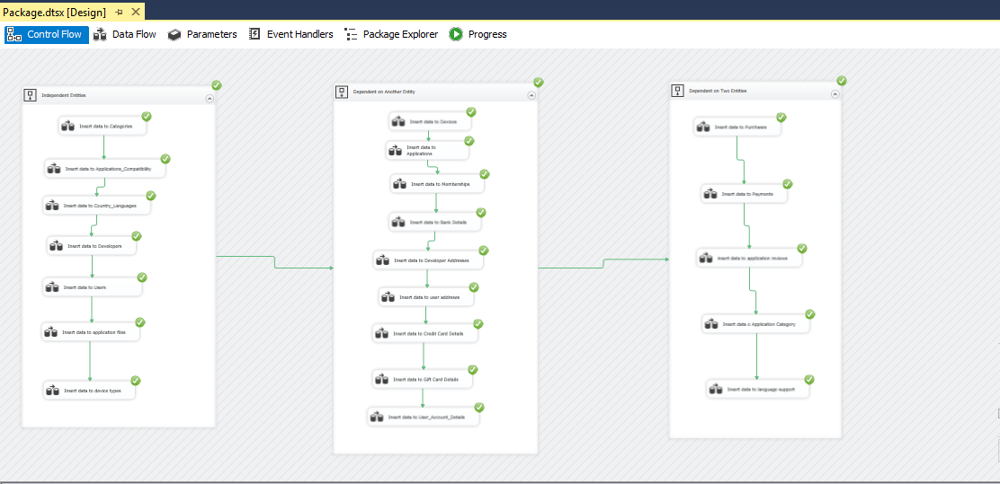 Package.dtsx [Design]
Control Flow
Data Flow
Parameters
Event Handlers
Package Explorer
Progress
Independent Entities
Insert data to Categories
Insert data to Applications_Compatibility
Insert data to Country_Languages
Insert data to Developers
Insert data to Users
Insert data to application files
Insert data to device types
Dependent on Another Entity
Insert data to Devices
Insert data to
Applications
Insert data to Memberships
Insert data to Bank Details
Insert data to Developer Addresses
Insert data to user addreses
Insert data to Credit Card Details
Insert data to Gift Card Details
Insert data to User_Account_Details
Dependent on Two Entities
Insert data to Purchases
Insert data to Payments
insert data to application reviews
Insert data o Application Category
Insert data to language support